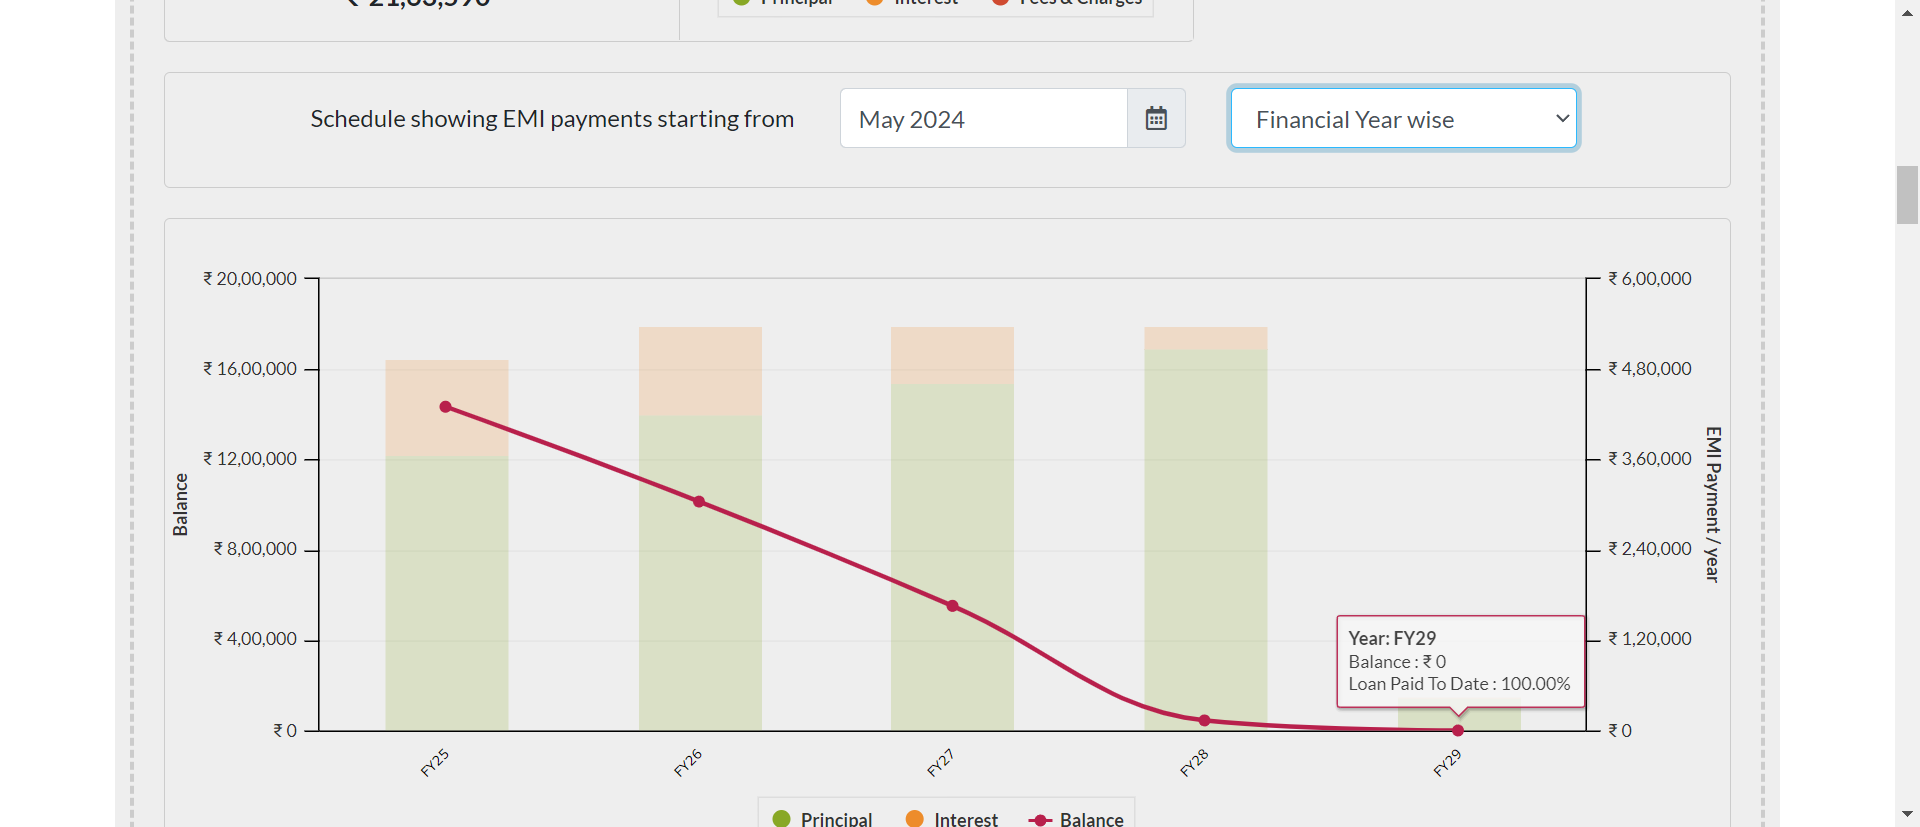 ₹ 21,83,590
Principal Interest Fees & Charges
Schedule showing EMI payments starting from May 2024 Financial Year wise
₹ 20,00,000
₹ 16,00,000
₹ 12,00,000
₹ 8,00,000
₹ 4,00,000
₹ 0
Balance
₹ 6,00,000
₹ 4,80,000
₹ 3,60,000
₹ 2,40,000
₹ 1,20,000
₹ 0
EMI Payment / year
Year: FY29
Balance : ₹ 0
Loan Paid To Date : 100.00%
FY25 FY26 FY27 FY28 FY29
Principal Interest Balance